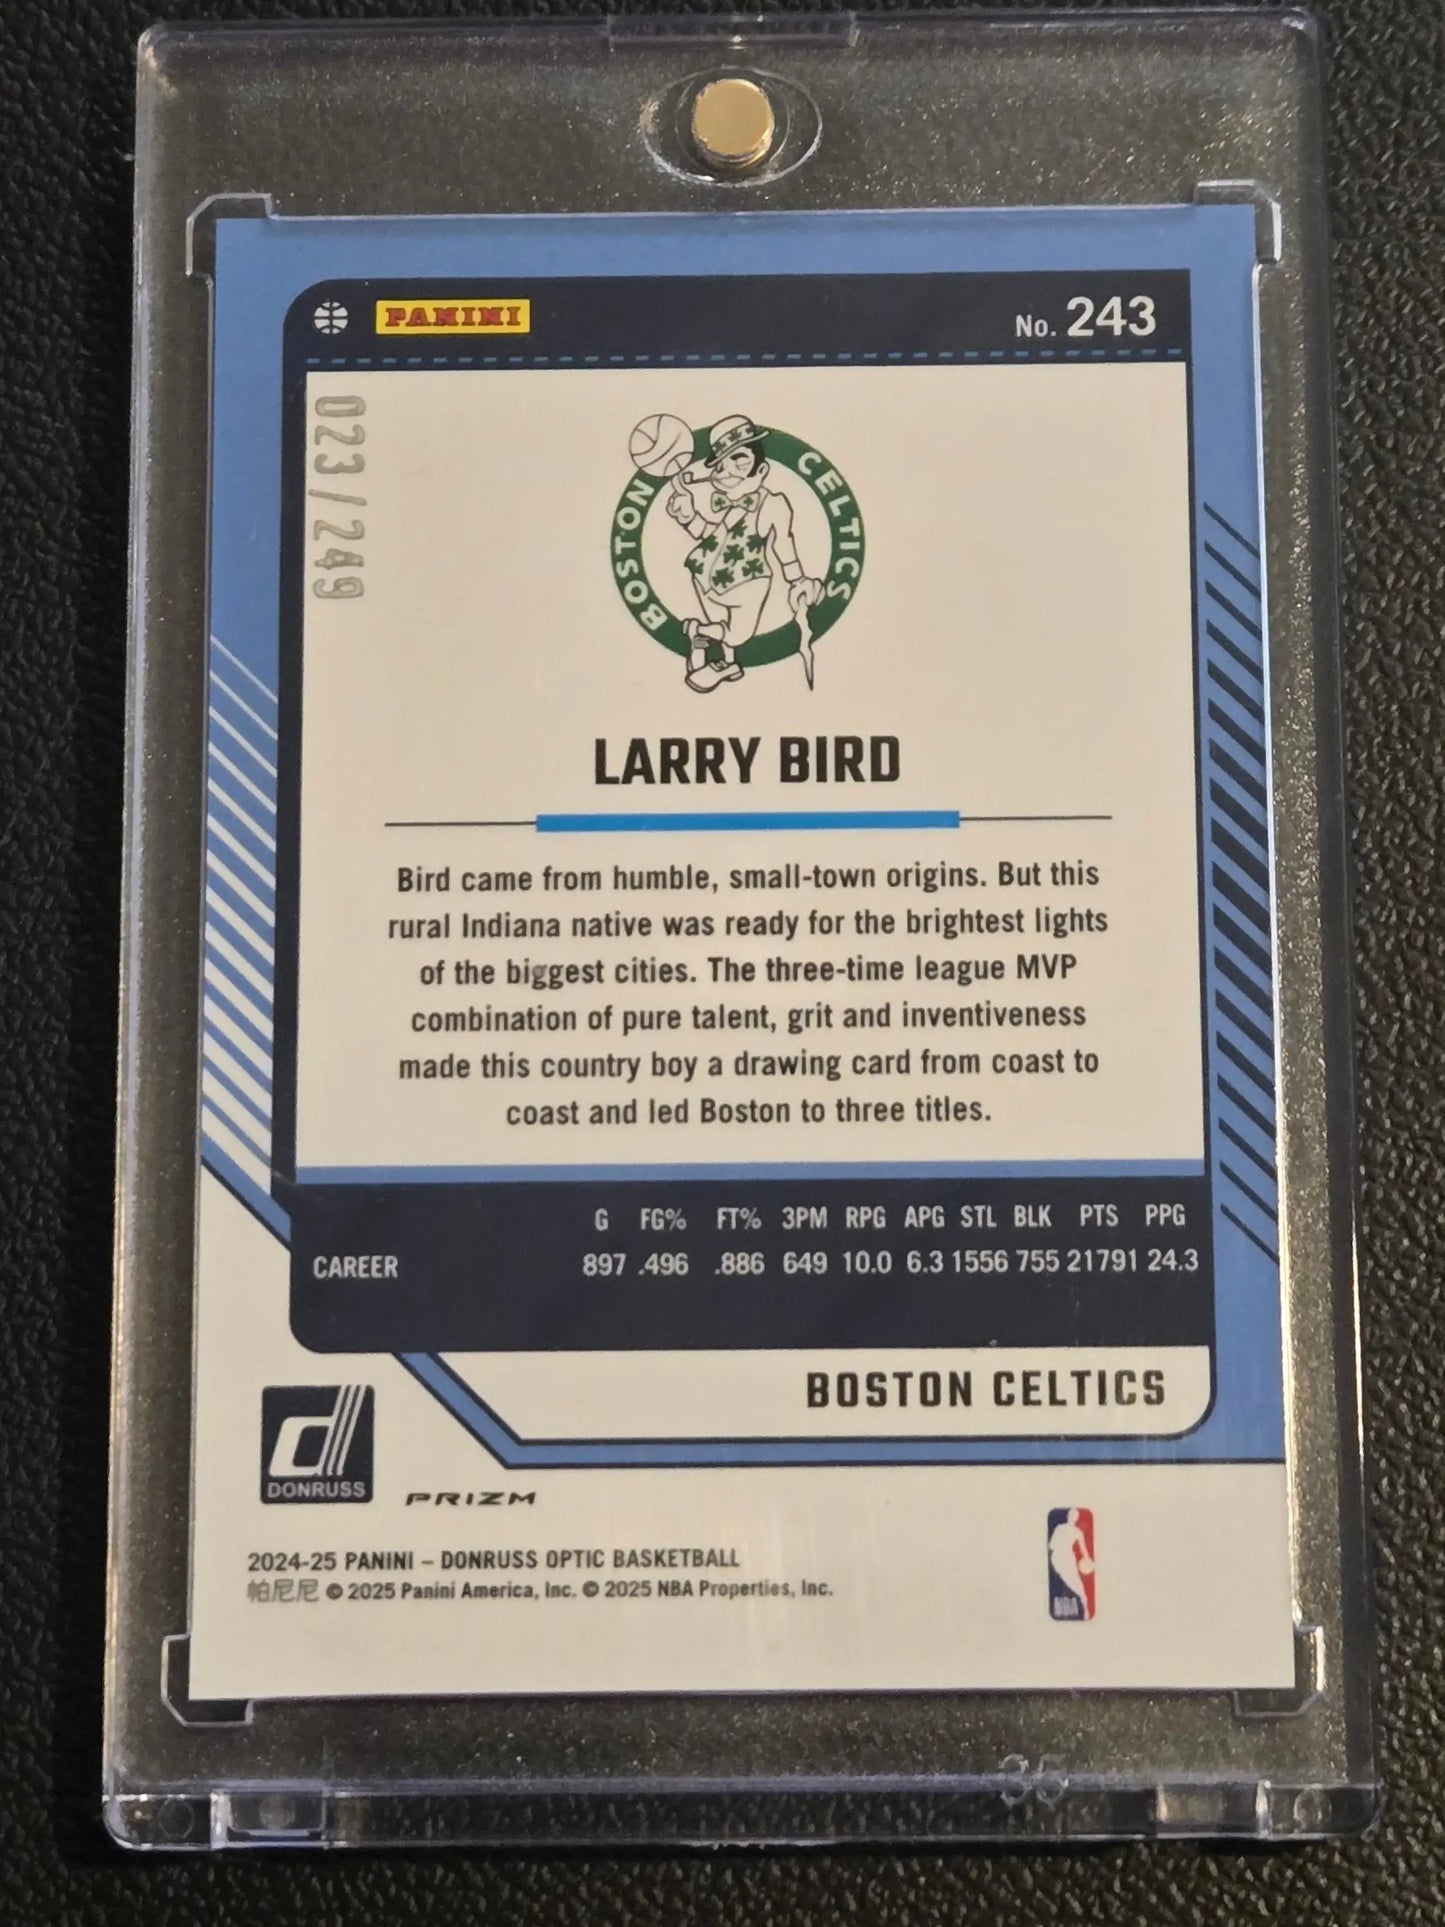 PANINI
No. 243
023/249
BOSTON CELTICS
LARRY BIRD
Bird came from humble, small-town origins. But this
rural Indiana native was ready for the brightest lights
of the biggest cities. The three-time league MVP
combination of pure talent, grit and inventiveness
made this country boy a drawing card from coast to
coast and led Boston to three titles.
G FG% FT% 3PM RPG APG STL BLK PTS PPG
CAREER 897 .496 .886 649 10.0 6.3 1556 755 21791 24.3
BOSTON CELTICS
d
DONRUSS
PRIZM
2024-25 PANINI – DONRUSS OPTIC BASKETBALL
帕尼尼 © 2025 Panini America, Inc. © 2025 NBA Properties, Inc.
NBA
35